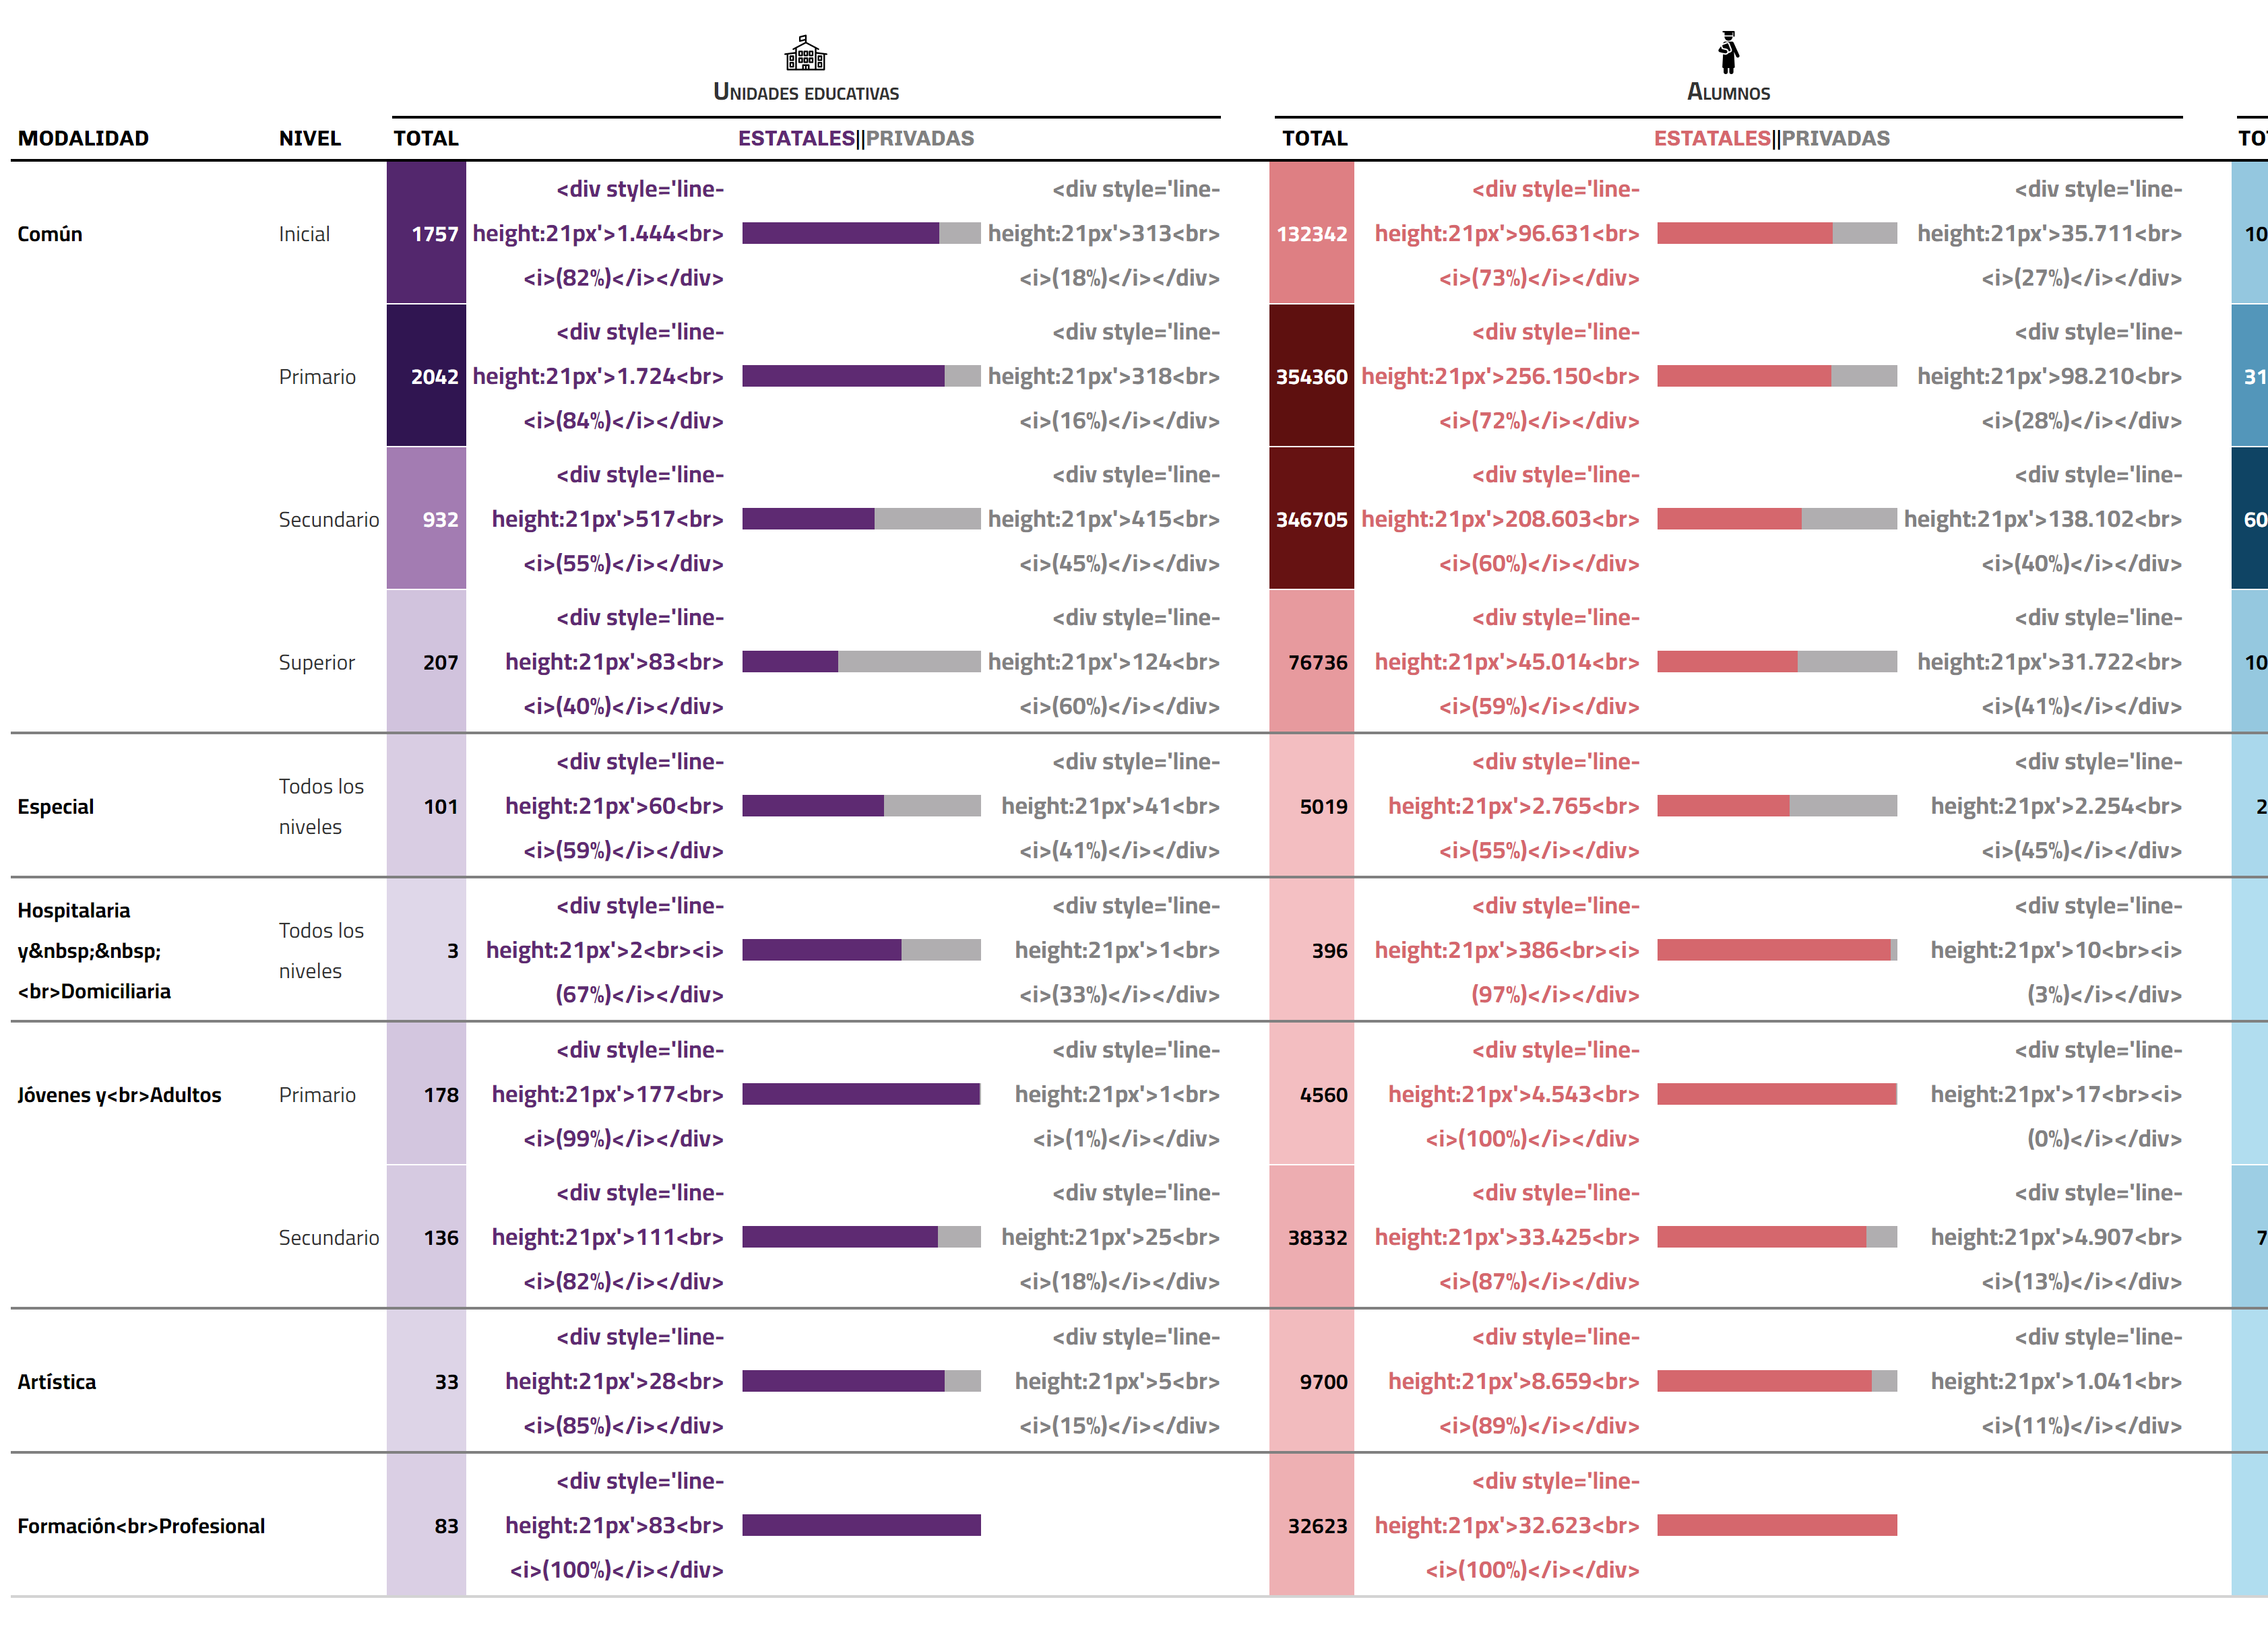 Unidades educativas
Alumnos
MODALIDAD NIVEL TOTAL ESTATALES||PRIVADAS TOTAL ESTATALES||PRIVADAS TO
<div style='line- <div style='line- <div style='line- <div style='line-
Común Inicial 1757 height:21px'>1.444<br> height:21px'>313<br> 132342 height:21px'>96.631<br> height:21px'>35.711<br> 10
<i>(82%)</i></div> <i>(18%)</i></div> <i>(73%)</i></div> <i>(27%)</i></div>
<div style='line- <div style='line- <div style='line- <div style='line-
Primario 2042 height:21px'>1.724<br> height:21px'>318<br> 354360 height:21px'>256.150<br> height:21px'>98.210<br> 31
<i>(84%)</i></div> <i>(16%)</i></div> <i>(72%)</i></div> <i>(28%)</i></div>
<div style='line- <div style='line- <div style='line- <div style='line-
Secundario 932 height:21px'>517<br> height:21px'>415<br> 346705 height:21px'>208.603<br> height:21px'>138.102<br> 60
<i>(55%)</i></div> <i>(45%)</i></div> <i>(60%)</i></div> <i>(40%)</i></div>
<div style='line- <div style='line- <div style='line- <div style='line-
Superior 207 height:21px'>83<br> height:21px'>124<br> 76736 height:21px'>45.014<br> height:21px'>31.722<br> 10
<i>(40%)</i></div> <i>(60%)</i></div> <i>(59%)</i></div> <i>(41%)</i></div>
<div style='line- <div style='line- <div style='line- <div style='line-
Todos los
Especial 101 height:21px'>60<br> height:21px'>41<br> 5019 height:21px'>2.765<br> height:21px'>2.254<br> 2
niveles
<i>(59%)</i></div> <i>(41%)</i></div> <i>(55%)</i></div> <i>(45%)</i></div>
Hospitalaria <div style='line- <div style='line- <div style='line- <div style='line-
Todos los
y&nbsp;&nbsp; 3 height:21px'>2<br><i> height:21px'>1<br> 396 height:21px'>386<br><i> height:21px'>10<br><i>
niveles
<br>Domiciliaria (67%)</i></div> <i>(33%)</i></div> (97%)</i></div> (3%)</i></div>
<div style='line- <div style='line- <div style='line- <div style='line-
Jóvenes y<br>Adultos Primario 178 height:21px'>177<br> height:21px'>1<br> 4560 height:21px'>4.543<br> height:21px'>17<br><i>
<i>(99%)</i></div> <i>(1%)</i></div> <i>(100%)</i></div> (0%)</i></div>
<div style='line- <div style='line- <div style='line- <div style='line-
Secundario 136 height:21px'>111<br> height:21px'>25<br> 38332 height:21px'>33.425<br> height:21px'>4.907<br> 7
<i>(82%)</i></div> <i>(18%)</i></div> <i>(87%)</i></div> <i>(13%)</i></div>
<div style='line- <div style='line- <div style='line- <div style='line-
Artística 33 height:21px'>28<br> height:21px'>5<br> 9700 height:21px'>8.659<br> height:21px'>1.041<br>
<i>(85%)</i></div> <i>(15%)</i></div> <i>(89%)</i></div> <i>(11%)</i></div>
<div style='line- <div style='line-
Formación<br>Profesional 83 height:21px'>83<br> 32623 height:21px'>32.623<br>
<i>(100%)</i></div> <i>(100%)</i></div>